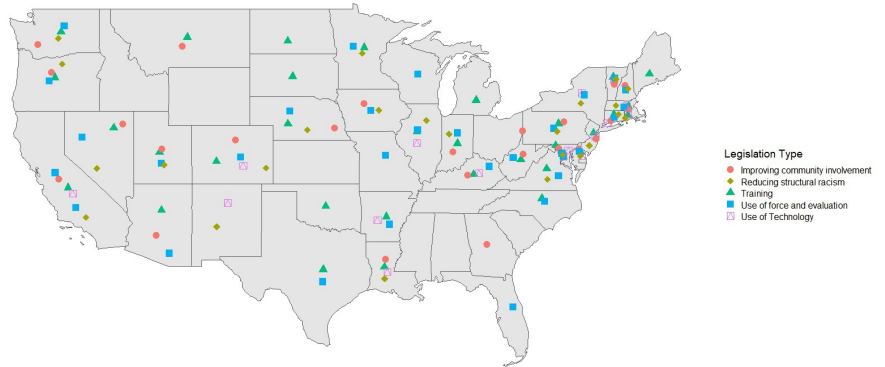 Legislation Type
Improving community involvement
Reducing structural racism
Training
Use of force and evaluation
Use of Technology